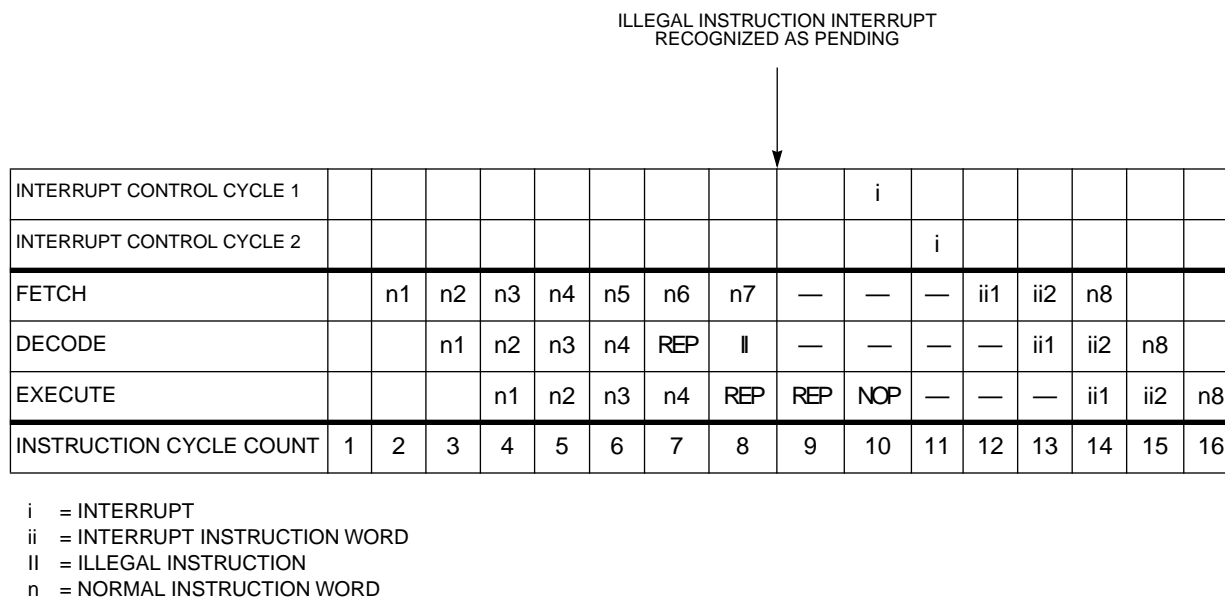 ILLEGAL INSTRUCTION INTERRUPT
RECOGNIZED AS PENDING
INTERRUPT CONTROL CYCLE 1 i
INTERRUPT CONTROL CYCLE 2 i
FETCH n1 n2 n3 n4 n5 n6 n7 — — — ii1 ii2 n8
DECODE n1 n2 n3 n4 REP II — — — — ii1 ii2 n8
EXECUTE n1 n2 n3 n4 REP REP NOP — — — ii1 ii2 n8
INSTRUCTION CYCLE COUNT 1 2 3 4 5 6 7 8 9 10 11 12 13 14 15 16
i = INTERRUPT
ii = INTERRUPT INSTRUCTION WORD
II = ILLEGAL INSTRUCTION
n = NORMAL INSTRUCTION WORD